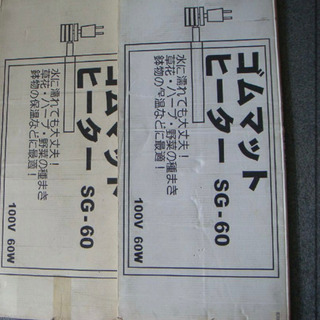 ゴムマット
ヒーター SG-60
水に濡れても大丈夫！
草花・ハーブ・野菜の種まき
鉢物の保温などに最適！
100V 60W
ゴムマット
ヒーター SG-60
水に濡れても大丈夫！
草花・ハーブ・野菜の種まき
鉢物の保温などに最適！
100V 60W